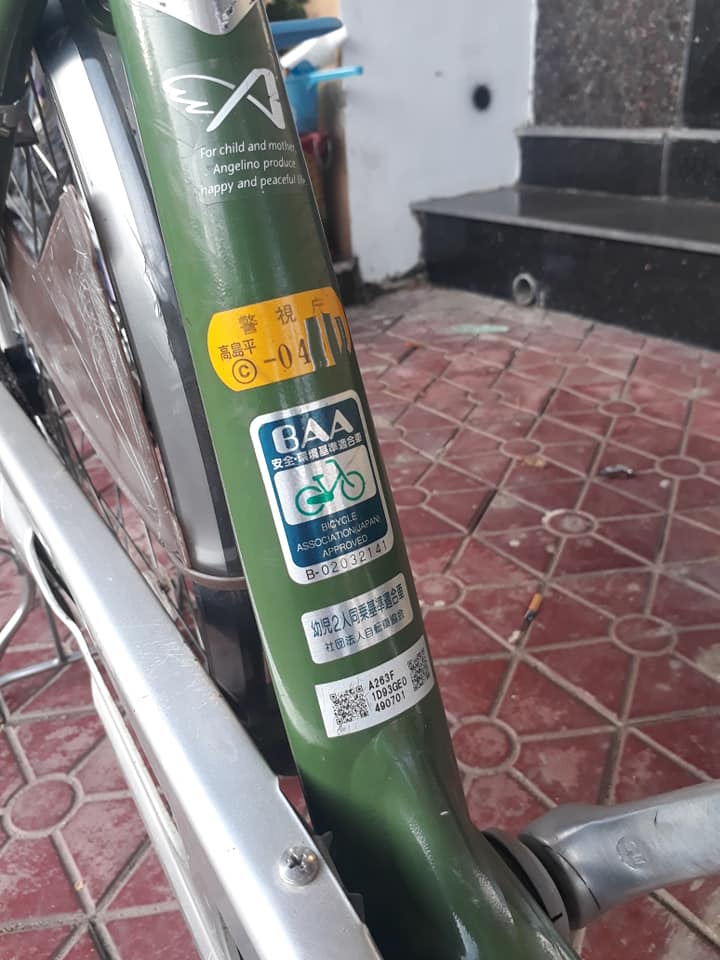 For child and mother
Angelino produce
happy and peaceful
警視庁
高島平
Ⓒ-04
BAA
安全・環境基準適合車
BICYCLE
ASSOCIATION(JAPAN)
APPROVED
B-02032141
幼児2人同乗基準適合車
社団法人自転車協会
A263F
1D93GE0
490701